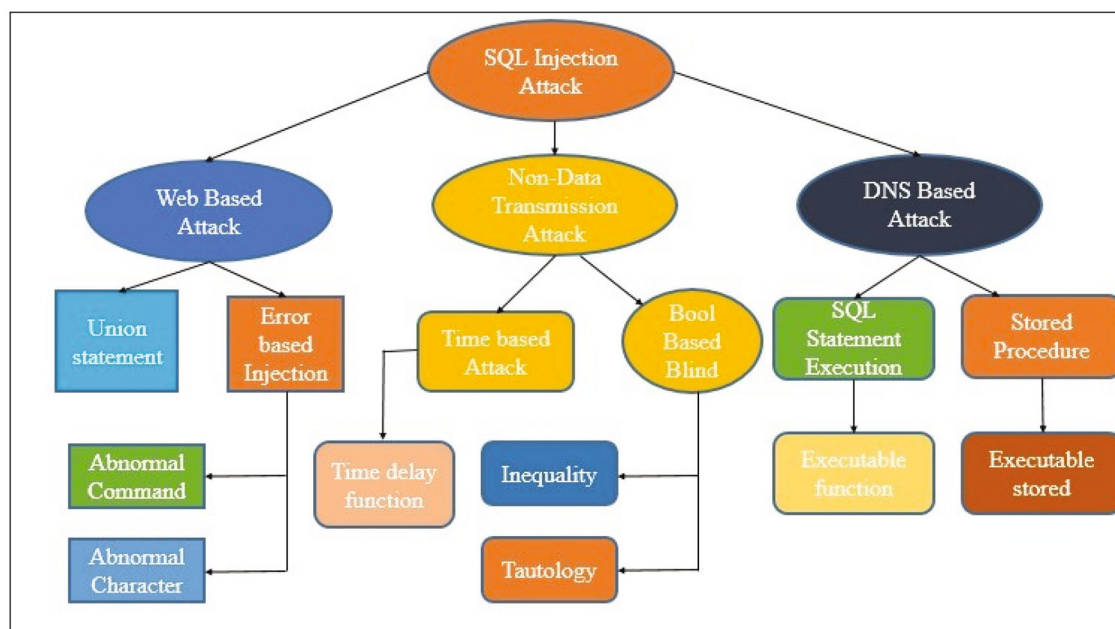 SQL Injection
Attack
Web Based
Attack
Non-Data
Transmission
Attack
DNS Based
Attack
Union
statement
Error
based
Injection
Time based
Attack
Bool
Based
Blind
SQL
Statement
Execution
Stored
Procedure
Abnormal
Command
Time delay
function
Inequality
Executable
function
Executable
stored
Abnormal
Character
Tautology